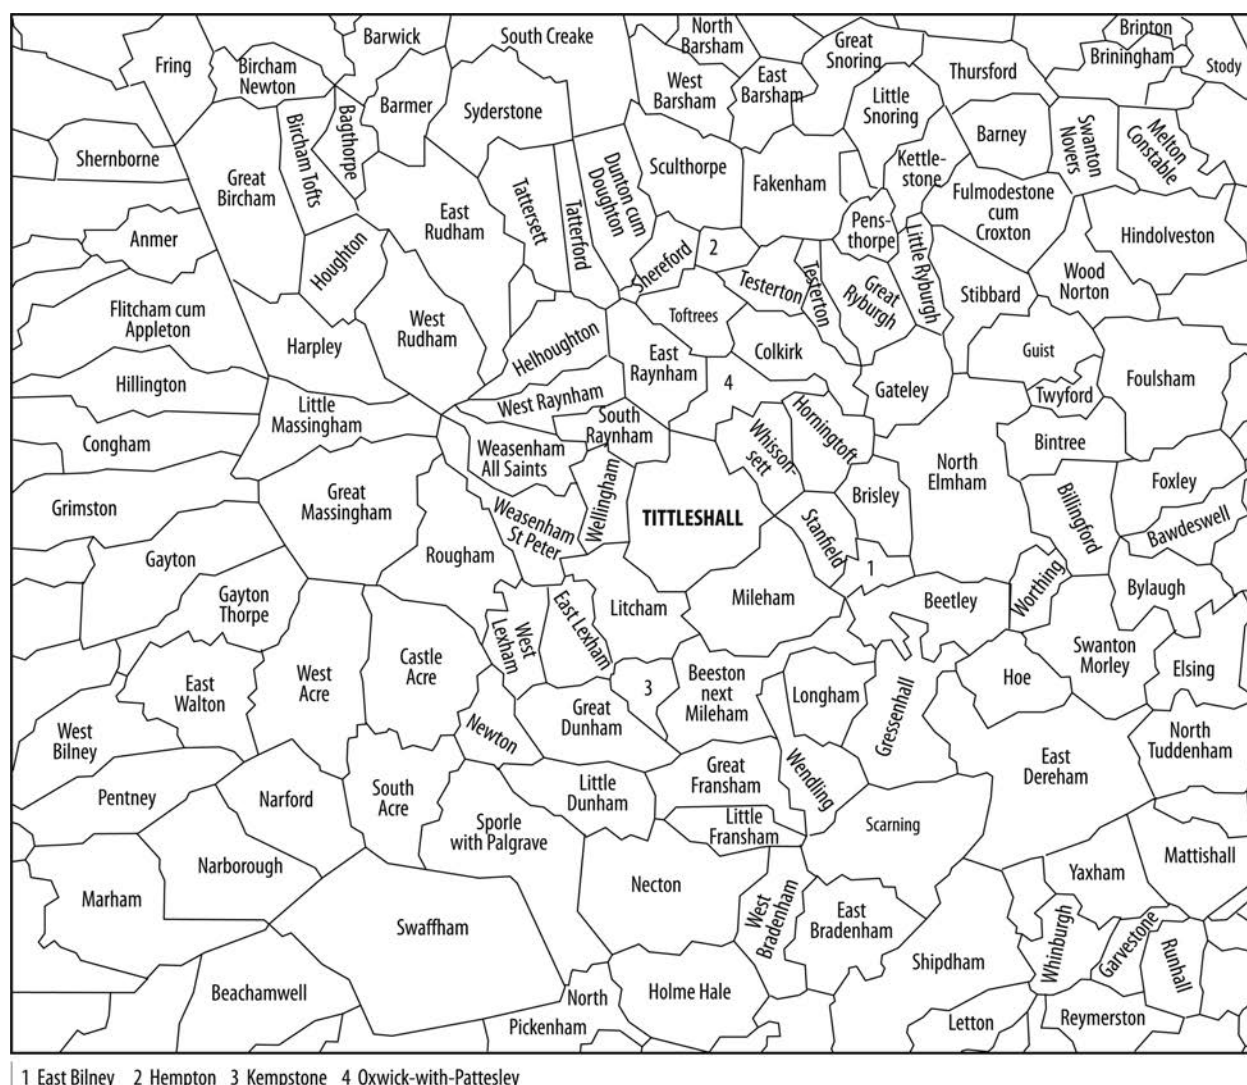 Fring
Bircham
Newton
Barwick
South Creake
North
Barsham
Great
Snoring
Brinton
Briningham
Stody
Bagthorpe
Barmer
Syderstone
West
Barsham
East
Barsham
Little
Snoring
Thursford
Shernborne
Great
Bircham
Bircham Tofts
Dunton cum
Doughton
Sculthorpe
Fakenham
Kettle-
stone
Barney
Swanton
Novers
Melton
Constable
Anmer
Houghton
East
Rudham
Tattersett
Tatterford
Shereford
2
Pens-
thorpe
Little Ryburgh
Fulmodestone
cum
Croxton
Hindolveston
Flitcham cum
Appleton
Harpley
West
Rudham
Helhoughton
Toftrees
Testerton
Testerton
Great
Ryburgh
Stibbard
Wood
Norton
Hillington
Little
Massingham
West Raynham
East
Raynham
4
Colkirk
Gateley
Guist
Twyford
Foulsham
Congham
Weasenham
All Saints
South
Raynham
Whisson-
sett
Horningtoft
Bintree
Grimston
Great
Massingham
Rougham
Weasenham
St Peter
Wellingham
TITTLESHALL
Stanfield
Brisley
North
Elmham
Billingford
Foxley
Bawdeswell
Gayton
Gayton
Thorpe
West
Lexham
East Lexham
Litcham
Mileham
1
Beetley
Worthing
Bylaugh
East
Walton
West
Acre
Castle
Acre
3
Beeston
next
Mileham
Longham
Gressenhall
Hoe
Swanton
Morley
Elsing
West
Bilney
Newton
Great
Dunham
Wendling
East
Dereham
North
Tuddenham
Pentney
Narford
South
Acre
Little
Dunham
Great
Fransham
Sporle
with Palgrave
Little
Fransham
Scarning
Narborough
Yaxham
Mattishall
Marham
Swaffham
Necton
West
Bradenham
East
Bradenham
Shipdham
Whinburgh
Garvestone
Runhall
Beachamwell
North
Pickenham
Holme Hale
Letton
Reymerston
1 East Bilney 2 Hempton 3 Kempstone 4 Oxwick-with-Pattesley